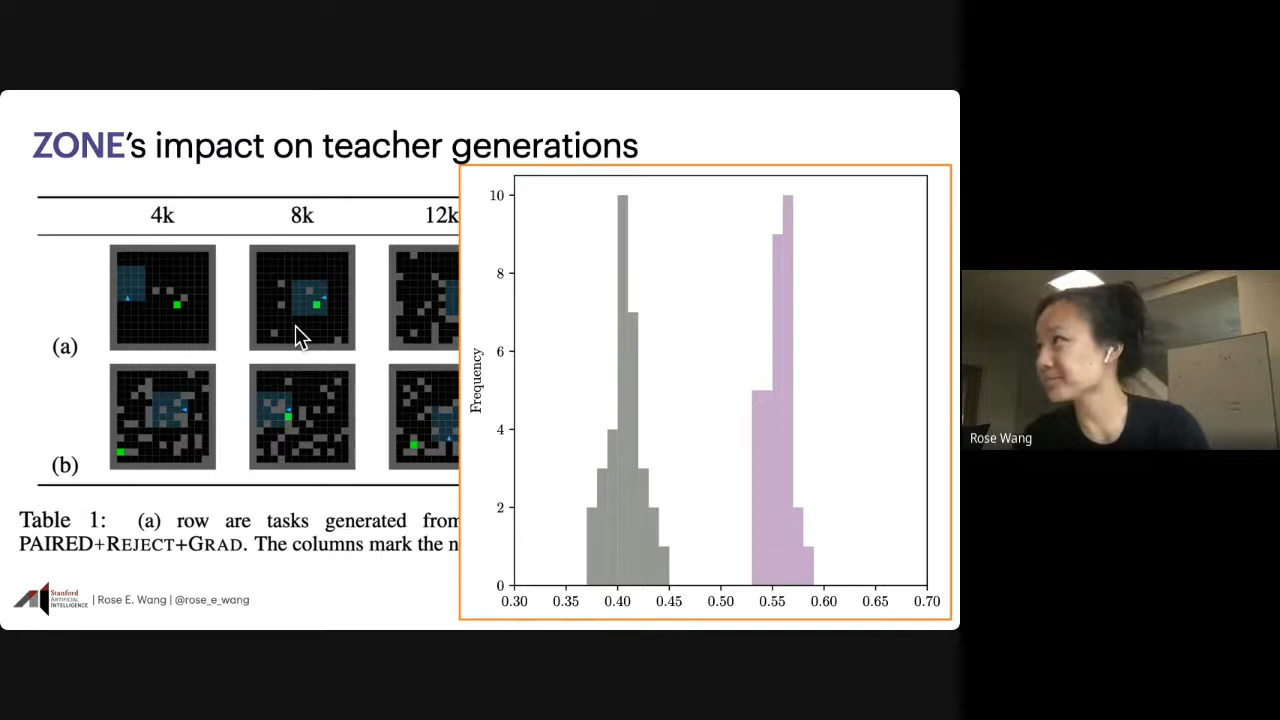 ZONE's impact on teacher generations
4k 8k 12k
(a)
(b)
Table 1: (a) row are tasks generated from
PAIRED+REJECT+GRAD. The columns mark the n
Stanford
ARTIFICIAL
INTELLIGENCE
| Rose E. Wang | @rose_e_wang
Frequency
10
8
6
4
2
0
0.30 0.35 0.40 0.45 0.50 0.55 0.60 0.65 0.70
Rose Wang